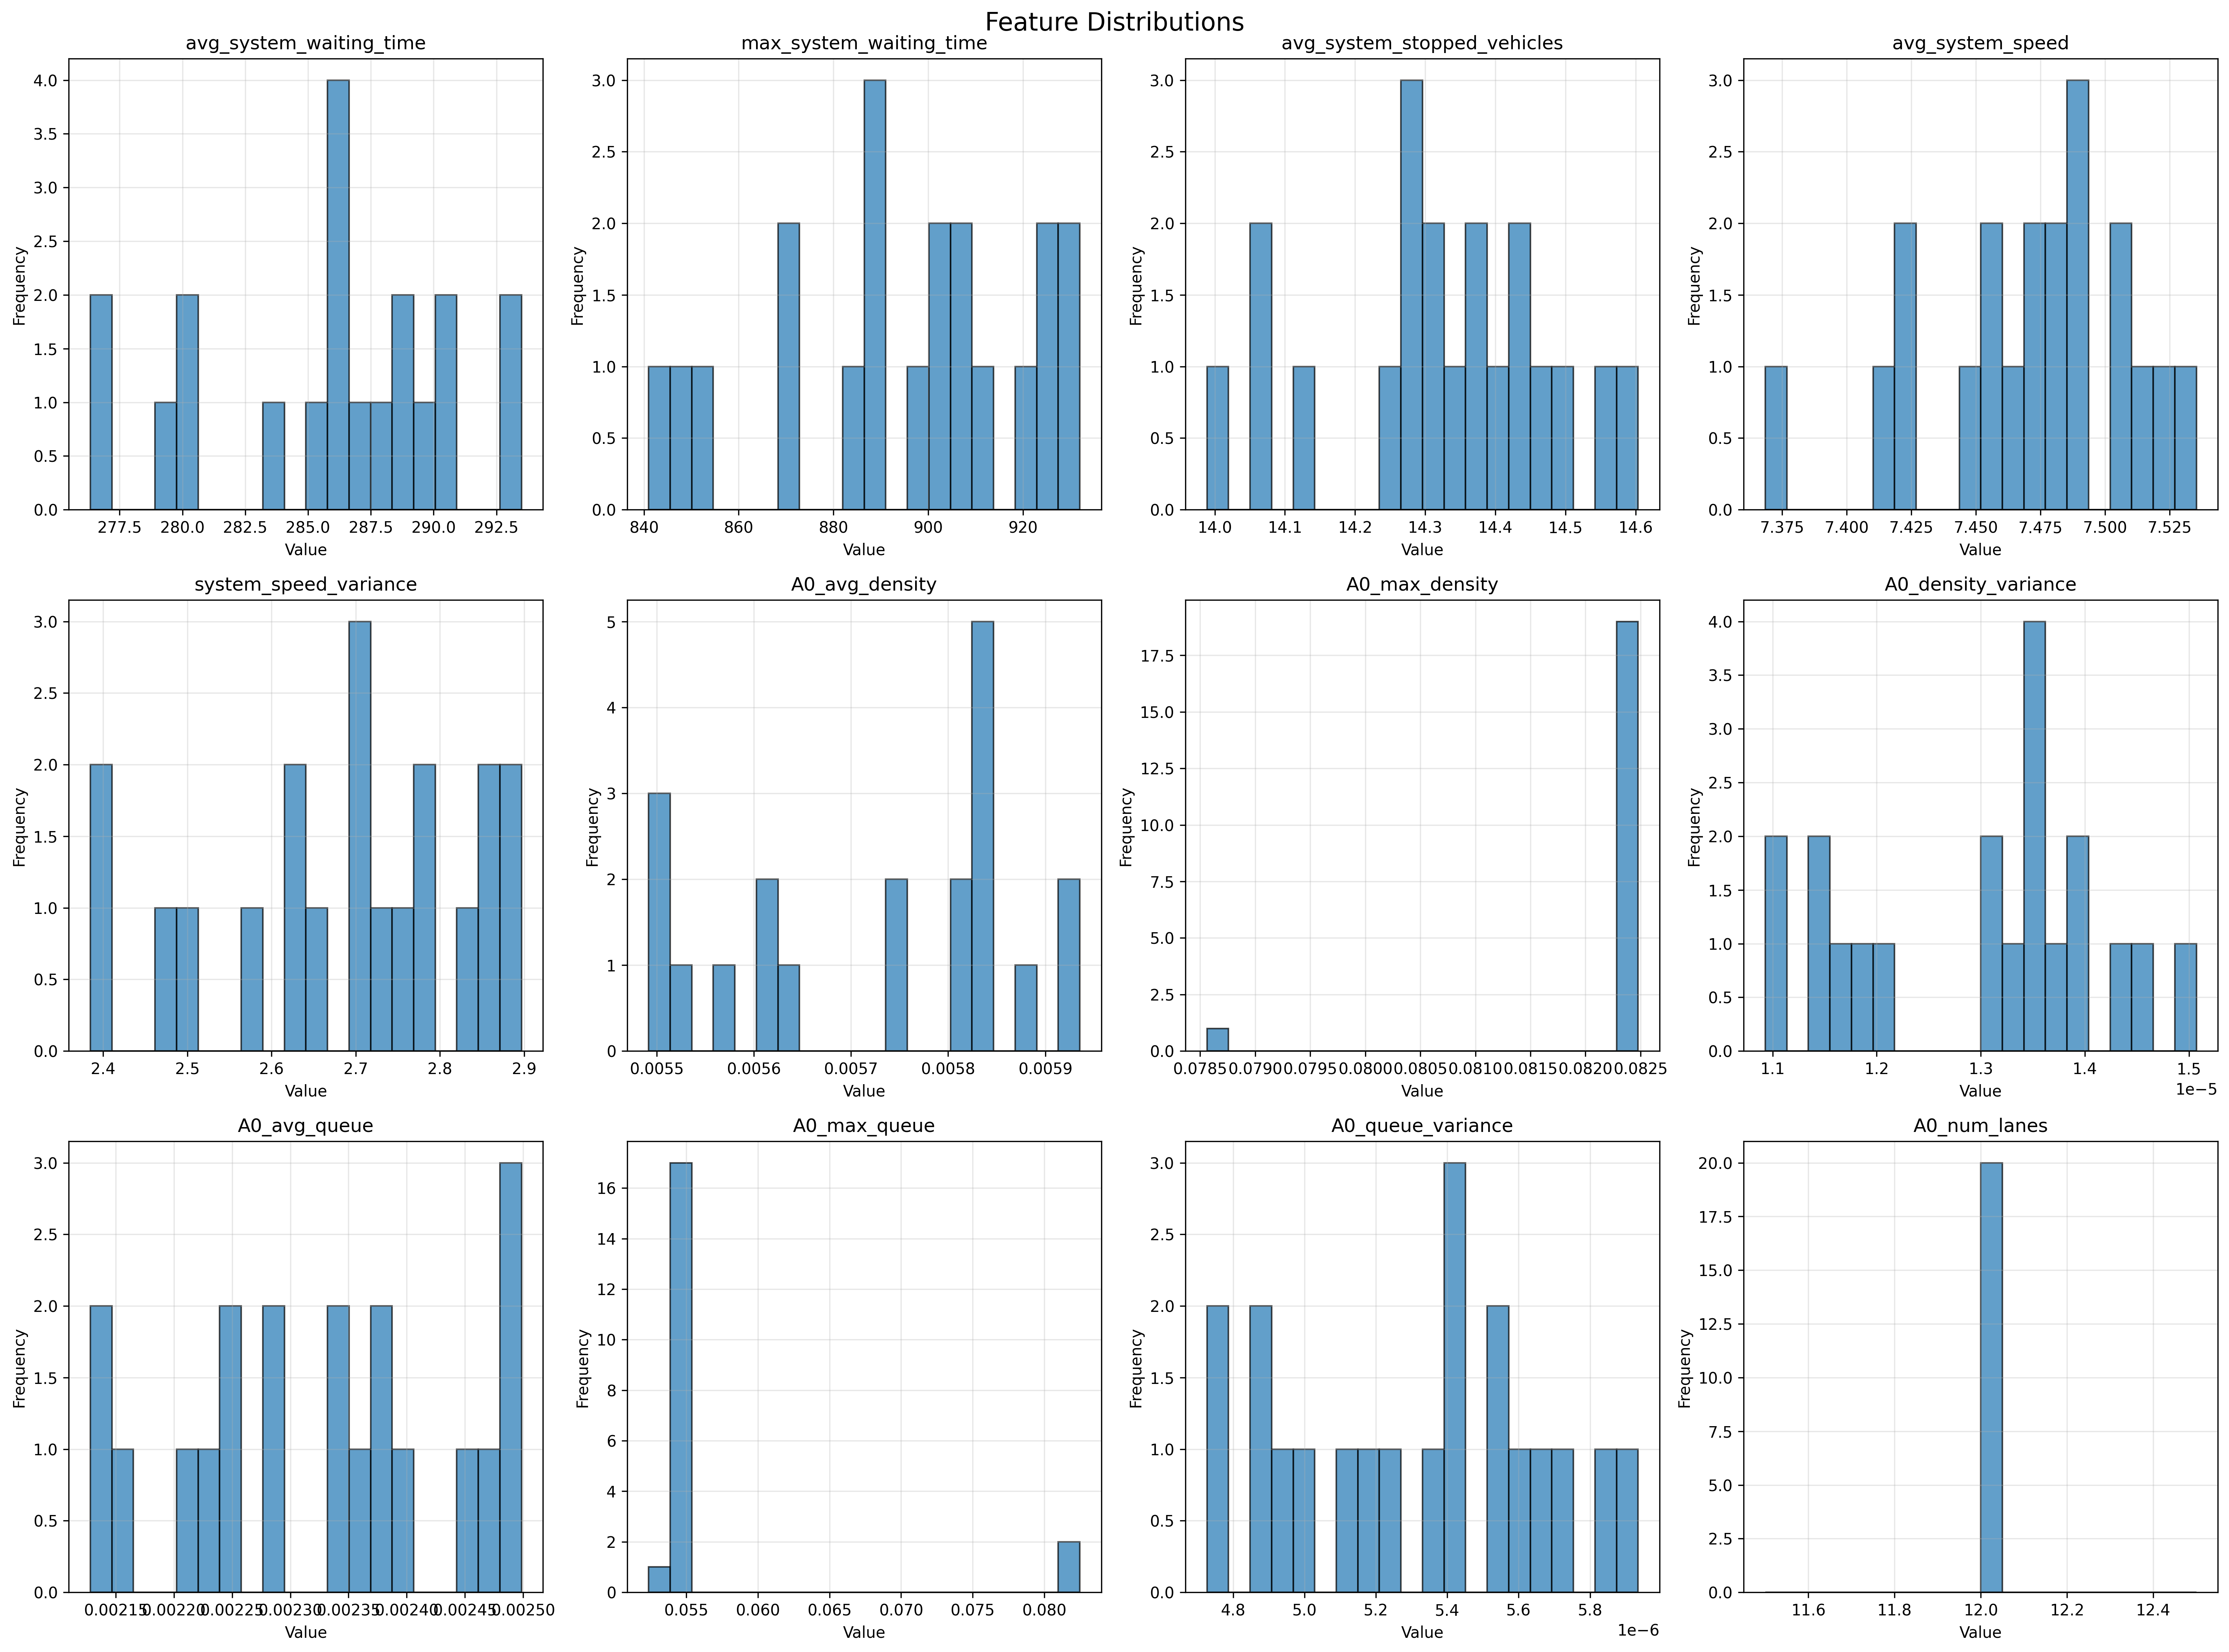 Feature Distributions
avg_system_waiting_time
4.0
3.5
3.0
2.5
2.0
1.5
1.0
0.5
0.0
Frequency
277.5 280.0 282.5 285.0 287.5 290.0 292.5
Value
max_system_waiting_time
3.0
2.5
2.0
1.5
1.0
0.5
0.0
Frequency
840 860 880 900 920
Value
avg_system_stopped_vehicles
3.0
2.5
2.0
1.5
1.0
0.5
0.0
Frequency
14.0 14.1 14.2 14.3 14.4 14.5 14.6
Value
avg_system_speed
3.0
2.5
2.0
1.5
1.0
0.5
0.0
Frequency
7.375 7.400 7.425 7.450 7.475 7.500 7.525
Value
system_speed_variance
3.0
2.5
2.0
1.5
1.0
0.5
0.0
Frequency
2.4 2.5 2.6 2.7 2.8 2.9
Value
A0_avg_density
5
4
3
2
1
0
Frequency
0.0055 0.0056 0.0057 0.0058 0.0059
Value
A0_max_density
17.5
15.0
12.5
10.0
7.5
5.0
2.5
0.0
Frequency
0.0785 0.0790 0.0795 0.0800 0.0805 0.0810 0.0815 0.0820 0.0825
Value
A0_density_variance
4.0
3.5
3.0
2.5
2.0
1.5
1.0
0.5
0.0
Frequency
1.1 1.2 1.3 1.4 1.5
1e−5
Value
A0_avg_queue
3.0
2.5
2.0
1.5
1.0
0.5
0.0
Frequency
0.00215 0.00220 0.00225 0.00230 0.00235 0.00240 0.00245 0.00250
Value
A0_max_queue
16
14
12
10
8
6
4
2
0
Frequency
0.055 0.060 0.065 0.070 0.075 0.080
Value
A0_queue_variance
3.0
2.5
2.0
1.5
1.0
0.5
0.0
Frequency
4.8 5.0 5.2 5.4 5.6 5.8
1e−6
Value
A0_num_lanes
20.0
17.5
15.0
12.5
10.0
7.5
5.0
2.5
0.0
Frequency
11.6 11.8 12.0 12.2 12.4
Value